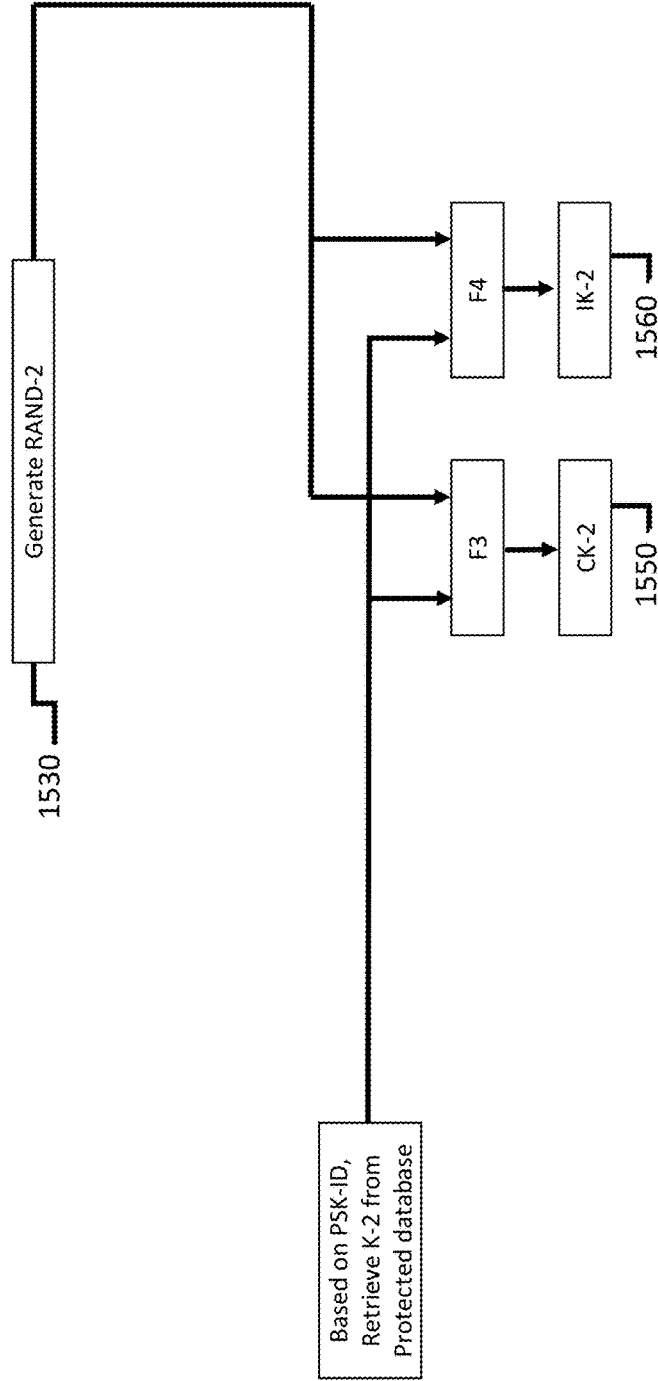 Generate RAND-2
1530
Based on PSK-ID,
Retrieve K-2 from
Protected database
F3
CK-2
1550
F4
IK-2
1560